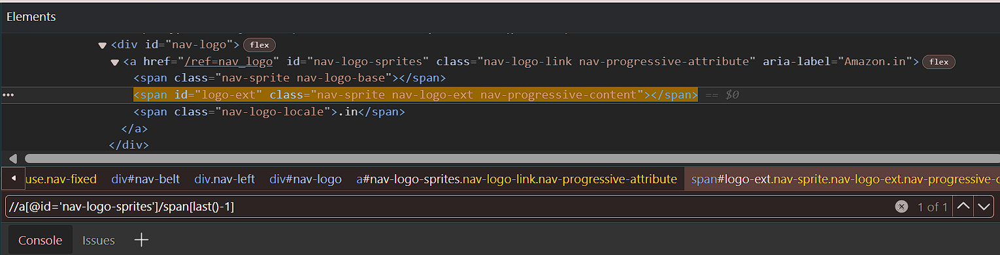 Elements
<div id="nav-logo"> flex
<a href="/ref=nav_logo" id="nav-logo-sprites" class="nav-logo-link nav-progressive-attribute" aria-label="Amazon.in"> flex
<span class="nav-sprite nav-logo-base"></span>
<span id="logo-ext" class="nav-sprite nav-logo-ext nav-progressive-content"></span> == $0
<span class="nav-logo-locale">.in</span>
</a>
</div>
use.nav-fixed div#nav-belt div.nav-left div#nav-logo a#nav-logo-sprites.nav-logo-link.nav-progressive-attribute span#logo-ext.nav-sprite.nav-logo-ext.nav-progressive-c
//a[@id='nav-logo-sprites']/span[last()-1] 1 of 1
Console Issues